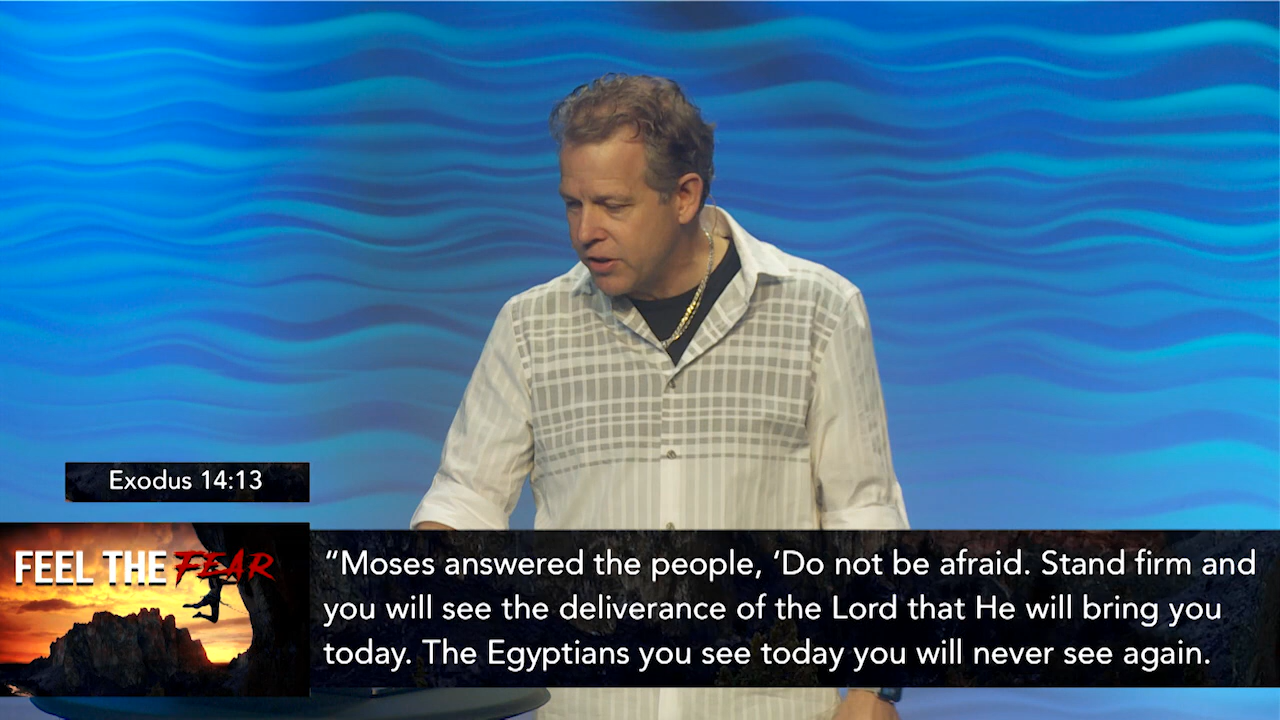 Exodus 14:13
FEEL THE FEAR
“Moses answered the people, ‘Do not be afraid. Stand firm and
you will see the deliverance of the Lord that He will bring you
today. The Egyptians you see today you will never see again.